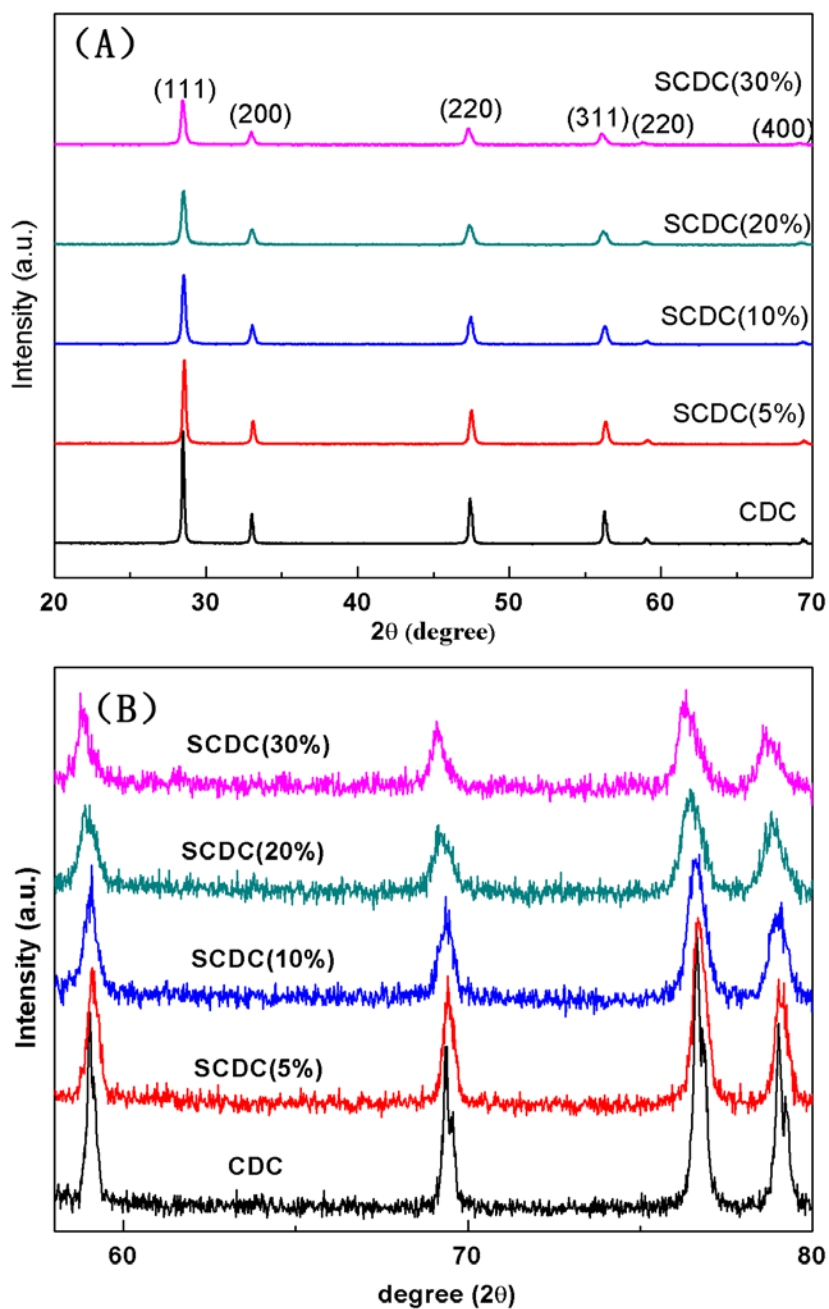 (A)
SCDC(30%)
(111)
(200)
(220)
(311)
(220)
(400)
SCDC(20%)
SCDC(10%)
SCDC(5%)
CDC
Intensity (a.u.)
20
30
40
50
60
70
2θ (degree)
(B)
SCDC(30%)
SCDC(20%)
SCDC(10%)
SCDC(5%)
CDC
Intensity (a.u.)
60
70
80
degree (2θ)